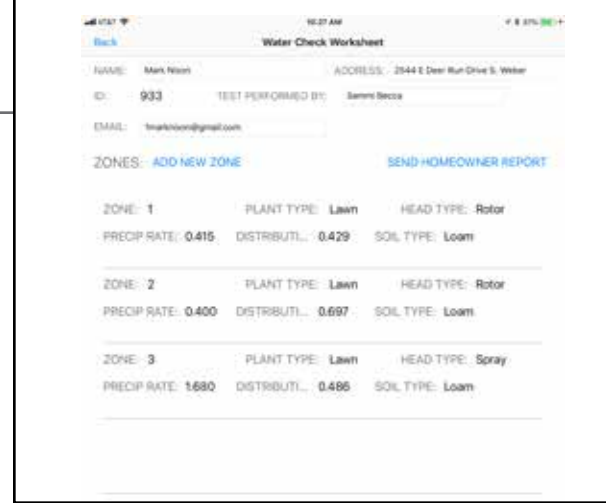 AT&T 10:27 AM
Back Water Check Worksheet
NAME: Mark Nixon ADDRESS: 2544 E Deer Run Drive S. Weber
ID: 933 TEST PERFORMED BY: Sammi Becca
EMAIL:
ZONES: ADD NEW ZONE SEND HOMEOWNER REPORT
ZONE: 1 PLANT TYPE: Lawn HEAD TYPE: Rotor
PRECIP RATE: 0.415 DISTRIBUTI... 0.429 SOIL TYPE: Loam
ZONE: 2 PLANT TYPE: Lawn HEAD TYPE: Rotor
PRECIP RATE: 0.400 DISTRIBUTI... 0.697 SOIL TYPE: Loam
ZONE: 3 PLANT TYPE: Lawn HEAD TYPE: Spray
PRECIP RATE: 1.680 DISTRIBUTI... 0.486 SOIL TYPE: Loam